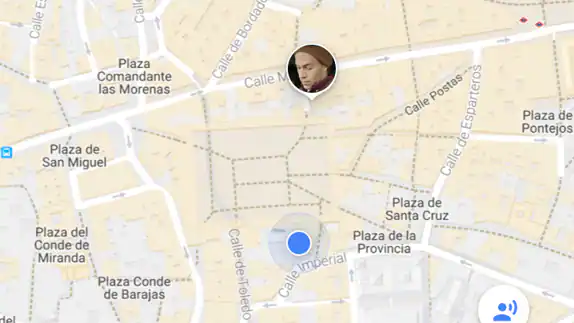 Calle Es
Calle de Bordado
Plaza
Comandante
las Morenas
Calle M
Calle Postas
Calle de Esparteros
Plaza de
Pontejos
Plaza de
San Miguel
Plaza de
Santa Cruz
Plaza del
Conde de
Miranda
Plaza de la
Provincia
Calle Imperial
Plaza Conde
de Barajas
Calle de Toledo